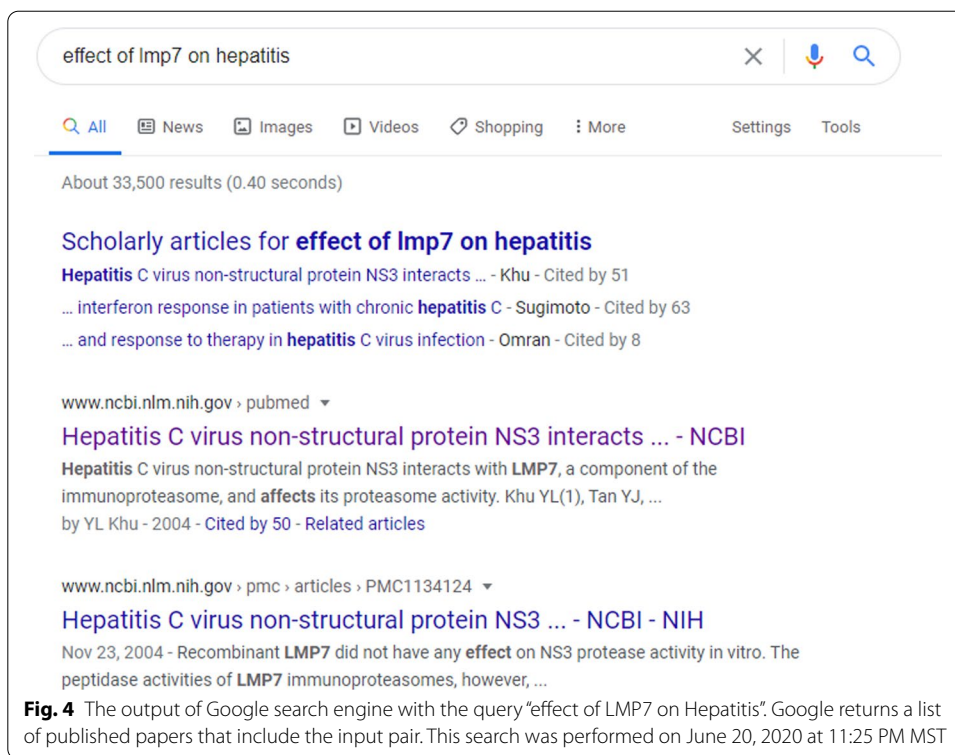 effect of lmp7 on hepatitis
All News Images Videos Shopping More Settings Tools
About 33,500 results (0.40 seconds)
Scholarly articles for effect of lmp7 on hepatitis
Hepatitis C virus non-structural protein NS3 interacts ... - Khu - Cited by 51
... interferon response in patients with chronic hepatitis C - Sugimoto - Cited by 63
... and response to therapy in hepatitis C virus infection - Omran - Cited by 8
www.ncbi.nlm.nih.gov › pubmed
Hepatitis C virus non-structural protein NS3 interacts ... - NCBI
Hepatitis C virus non-structural protein NS3 interacts with LMP7, a component of the
immunoproteasome, and affects its proteasome activity. Khu YL(1), Tan YJ, ...
by YL Khu - 2004 - Cited by 50 - Related articles
www.ncbi.nlm.nih.gov › pmc › articles › PMC1134124
Hepatitis C virus non-structural protein NS3 ... - NCBI - NIH
Nov 23, 2004 - Recombinant LMP7 did not have any effect on NS3 protease activity in vitro. The
peptidase activities of LMP7 immunoproteasomes, however, ...
Fig. 4 The output of Google search engine with the query "effect of LMP7 on Hepatitis". Google returns a list
of published papers that include the input pair. This search was performed on June 20, 2020 at 11:25 PM MST